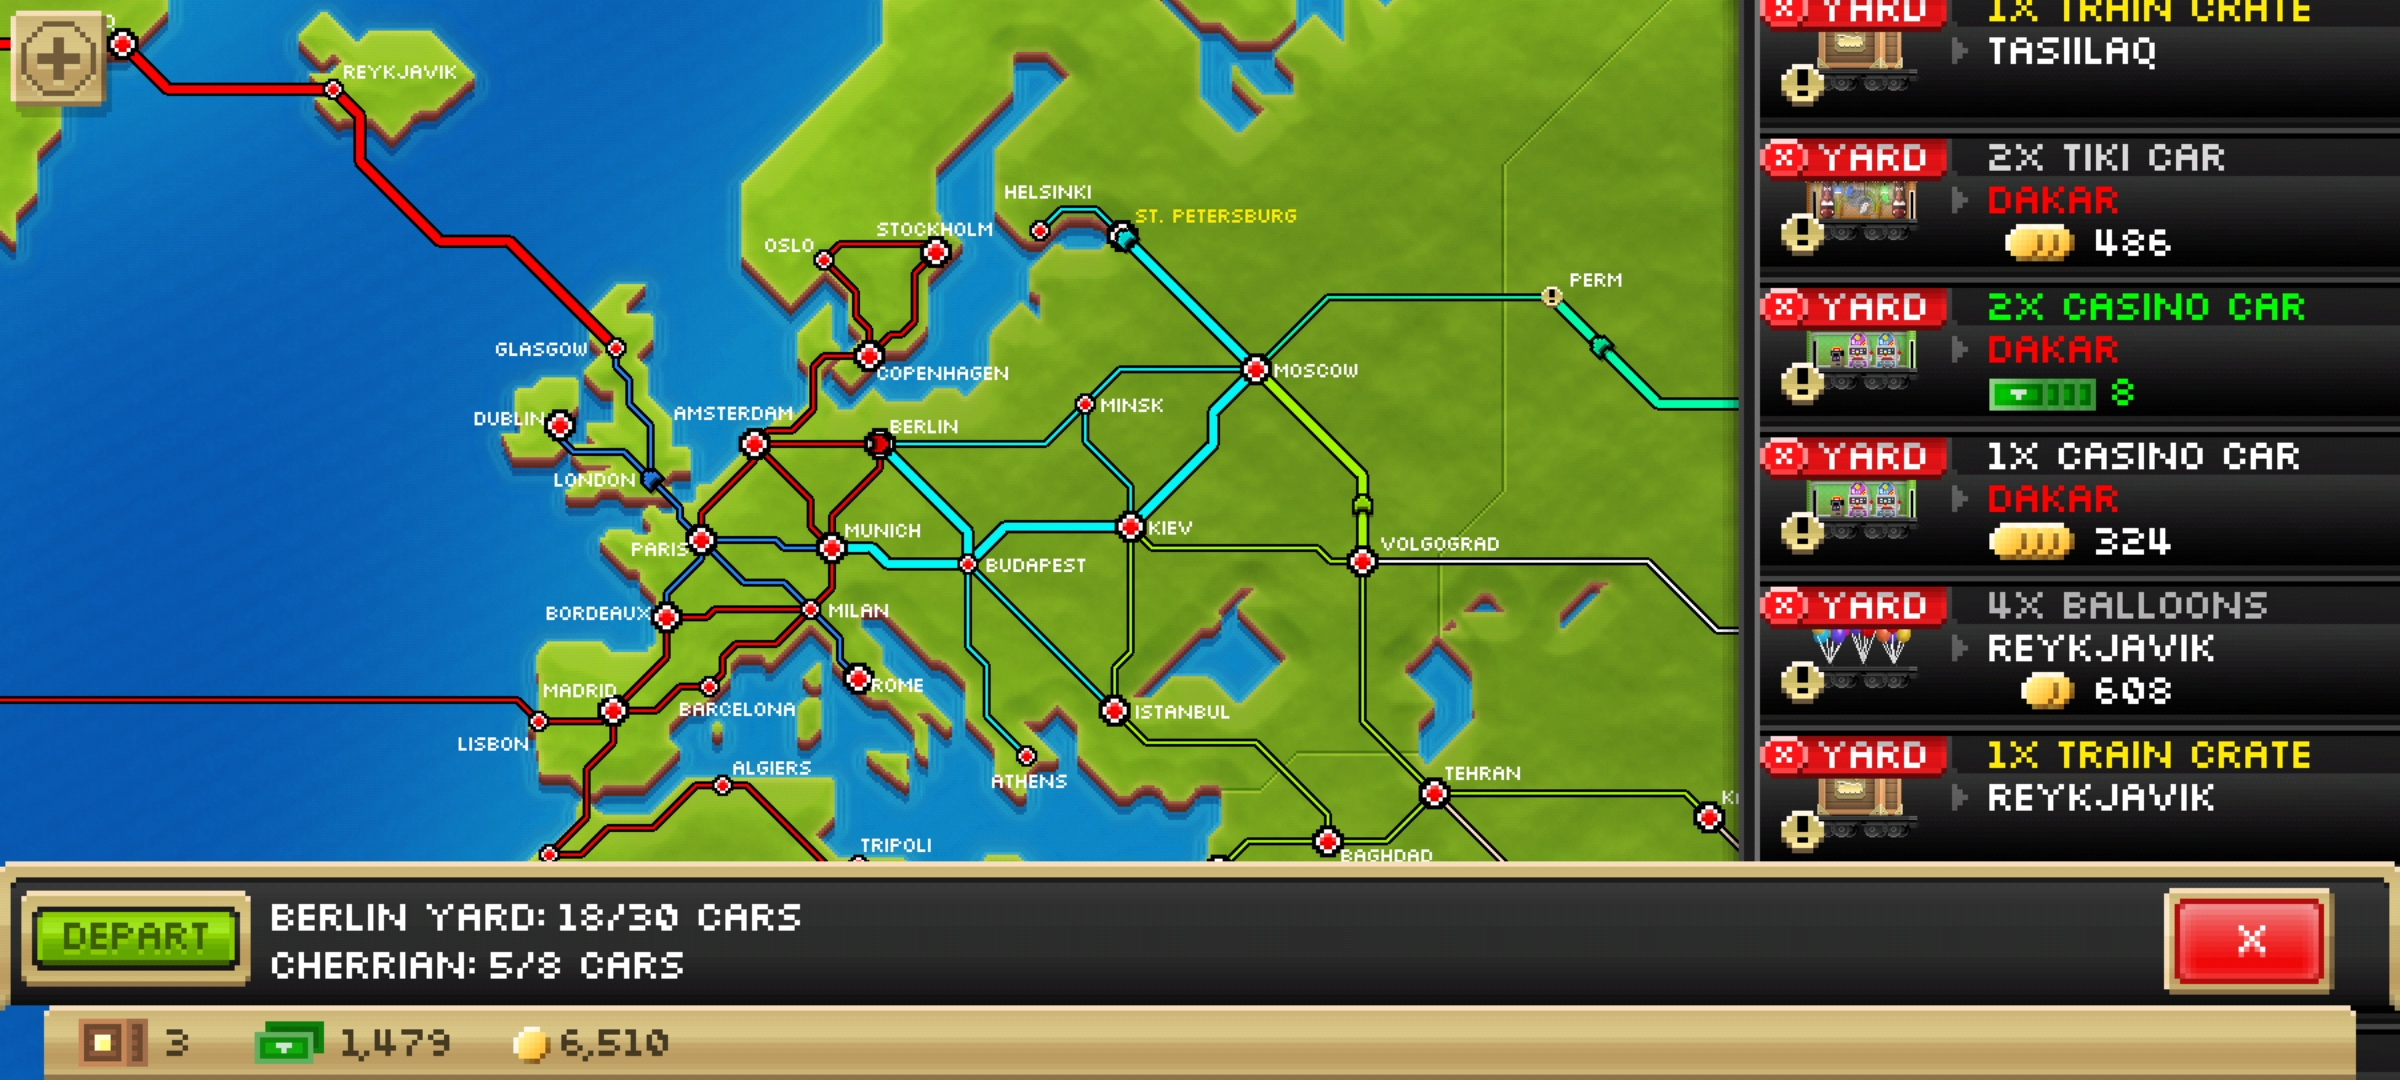 REYKJAVIK
HELSINKI
ST. PETERSBURG
STOCKHOLM
OSLO
PERM
GLASGOW
COPENHAGEN
MOSCOW
MINSK
DUBLIN
AMSTERDAM
BERLIN
LONDON
MUNICH
KIEV
PARIS
BUDAPEST
VOLGOGRAD
BORDEAUX
MILAN
MADRID
ROME
BARCELONA
ISTANBUL
LISBON
ALGIERS
ATHENS
TEHRAN
TRIPOLI
BAGHDAD
YARD 1X TRAIN CRATE
TASIILAQ
YARD 2X TIKI CAR
DAKAR
486
YARD 2X CASINO CAR
DAKAR
8
YARD 1X CASINO CAR
DAKAR
324
YARD 4X BALLOONS
REYKJAVIK
608
YARD 1X TRAIN CRATE
REYKJAVIK
DEPART
BERLIN YARD: 18/30 CARS
CHERRIAN: 5/8 CARS
X
3 1,479 6,510